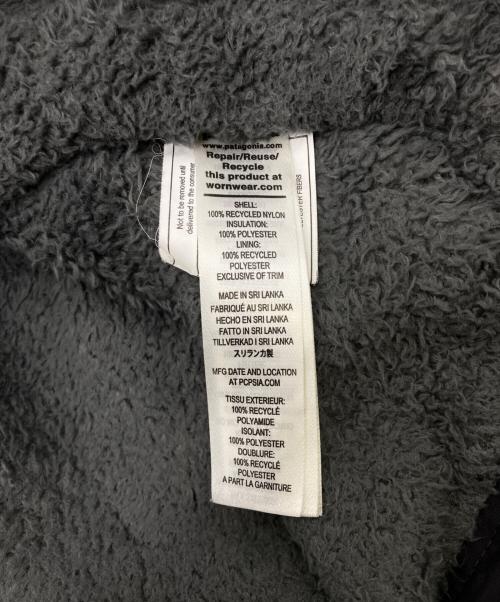 www.patagonia.com
Repair/Reuse/
Recycle
this product at
wornwear.com
SHELL:
100% RECYCLED NYLON
INSULATION:
100% POLYESTER
LINING:
100% RECYCLED
POLYESTER
EXCLUSIVE OF TRIM
MADE IN SRI LANKA
FABRIQUÉ AU SRI LANKA
HECHO EN SRI LANKA
FATTO IN SRI LANKA
TILLVERKAD I SRI LANKA
スリランカ製
MFG DATE AND LOCATION
AT PCPSIA.COM
TISSU EXTERIEUR:
100% RECYCLÉ
POLYAMIDE
ISOLANT:
100% POLYESTER
DOUBLURE:
100% RECYCLÉ
POLYESTER
A PART LA GARNITURE
Not to be removed until
delivered to the consumer
FIBERS